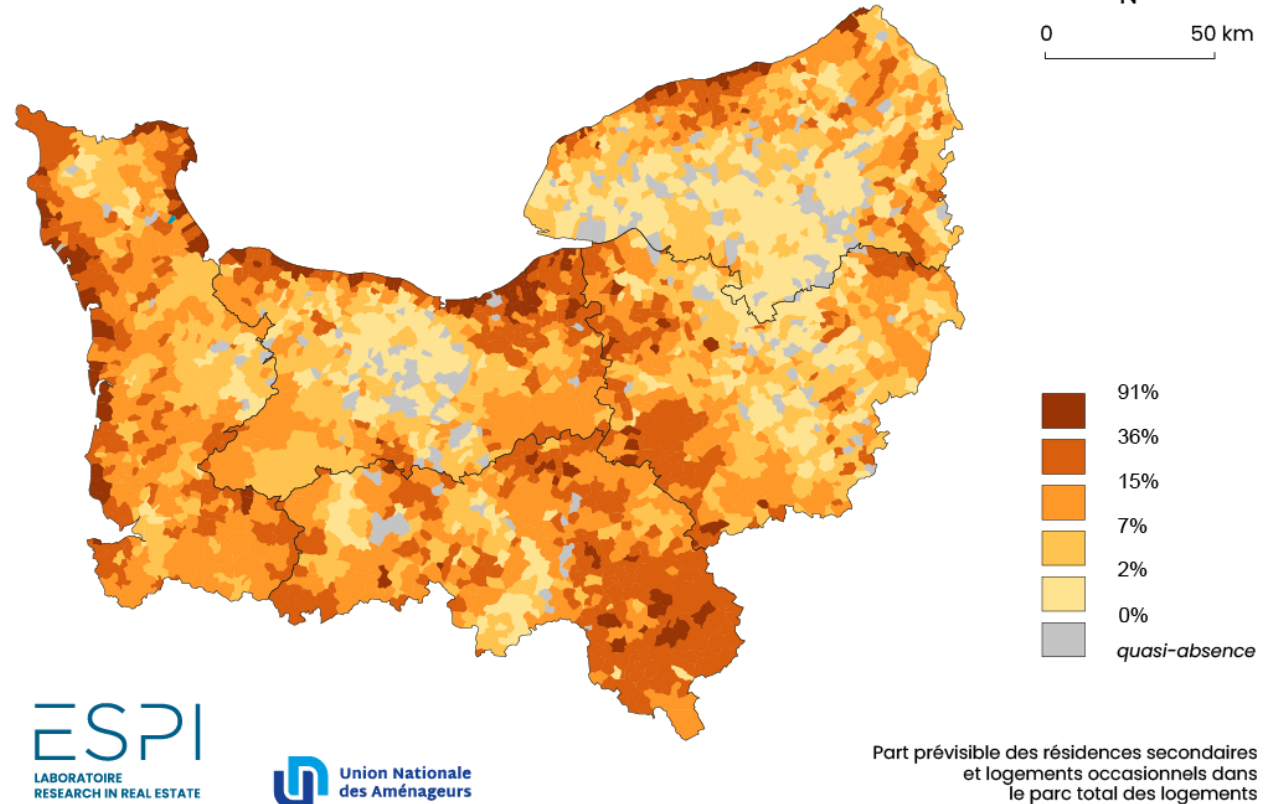 N
0 50 km
91%
36%
15%
7%
2%
0%
quasi-absence
ESPI
LABORATOIRE
RESEARCH IN REAL ESTATE
Union Nationale
des Aménageurs
Part prévisible des résidences secondaires
et logements occasionnels dans
le parc total des logements